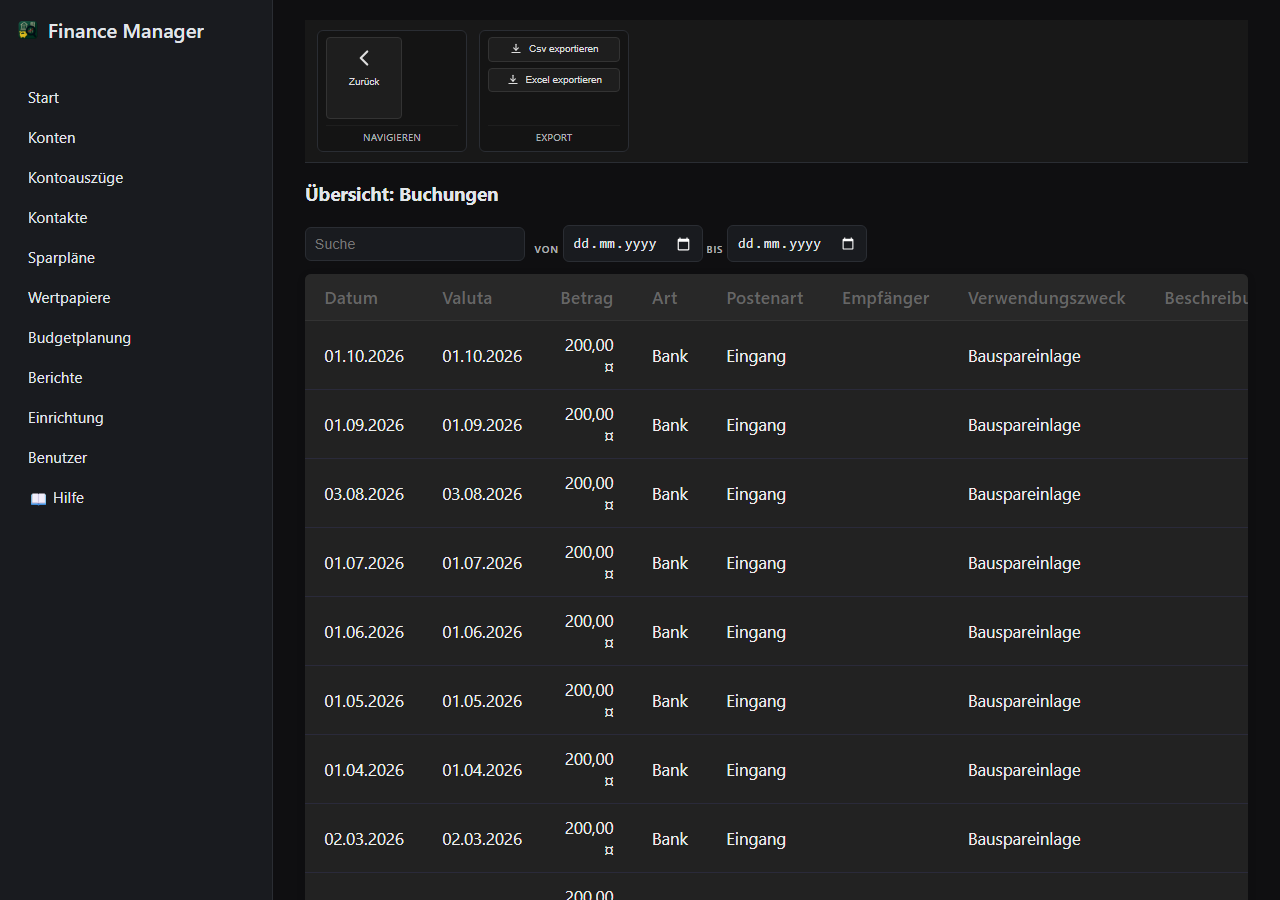 Finance Manager
Start
Konten
Kontoauszüge
Kontakte
Sparpläne
Wertpapiere
Budgetplanung
Berichte
Einrichtung
Benutzer
📖 Hilfe
Zurück
NAVIGIEREN
Csv exportieren
Excel exportieren
EXPORT
Übersicht: Buchungen
Suche VON dd.mm.yyyy BIS dd.mm.yyyy
Datum Valuta Betrag Art Postenart Empfänger Verwendungszweck Beschreibu
01.10.2026 01.10.2026 200,00 ¤ Bank Eingang Bauspareinlage
01.09.2026 01.09.2026 200,00 ¤ Bank Eingang Bauspareinlage
03.08.2026 03.08.2026 200,00 ¤ Bank Eingang Bauspareinlage
01.07.2026 01.07.2026 200,00 ¤ Bank Eingang Bauspareinlage
01.06.2026 01.06.2026 200,00 ¤ Bank Eingang Bauspareinlage
01.05.2026 01.05.2026 200,00 ¤ Bank Eingang Bauspareinlage
01.04.2026 01.04.2026 200,00 ¤ Bank Eingang Bauspareinlage
02.03.2026 02.03.2026 200,00 ¤ Bank Eingang Bauspareinlage
200,00